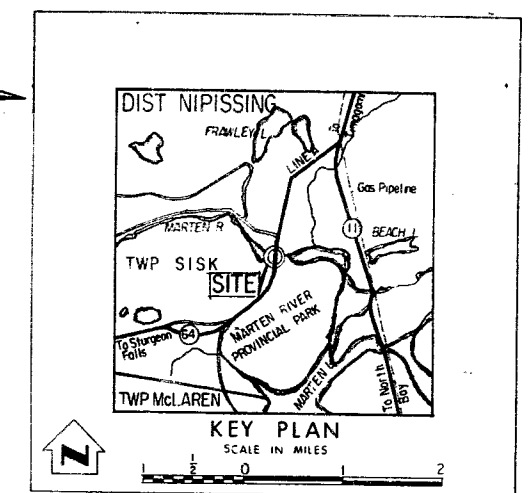 DIST NIPISSING
FRAWLEY L
LINE A
To
Gas Pipeline
MARTEN R
11
BEACH L
TWP SISK
SITE
MARTEN RIVER
PROVINCIAL PARK
64
To Sturgeon
Falls
MARTEN L
To North
Bay
TWP McLAREN
KEY PLAN
SCALE IN MILES
N
1 1/2 0 1 2